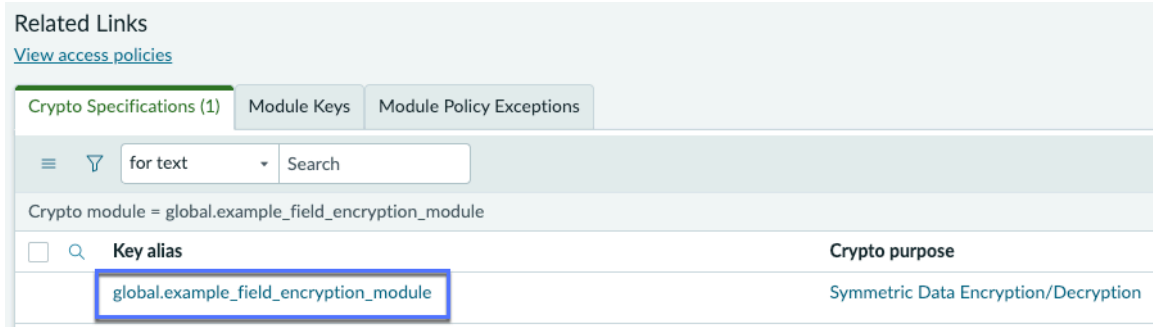 Related Links
View access policies
Crypto Specifications (1) Module Keys Module Policy Exceptions
for text Search
Crypto module = global.example_field_encryption_module
Key alias Crypto purpose
global.example_field_encryption_module Symmetric Data Encryption/Decryption